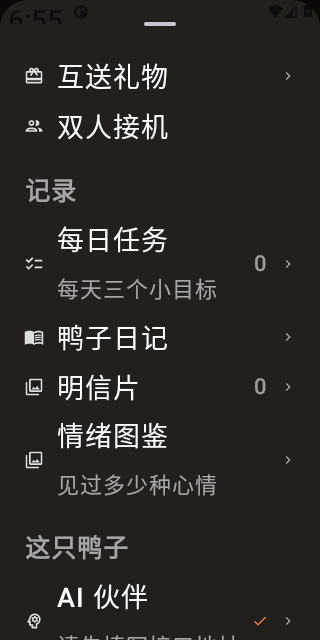 6:55
互送礼物
双人接机
记录
每日任务
0
每天三个小目标
鸭子日记
明信片
0
情绪图鉴
见过多少种心情
这只鸭子
AI 伙伴